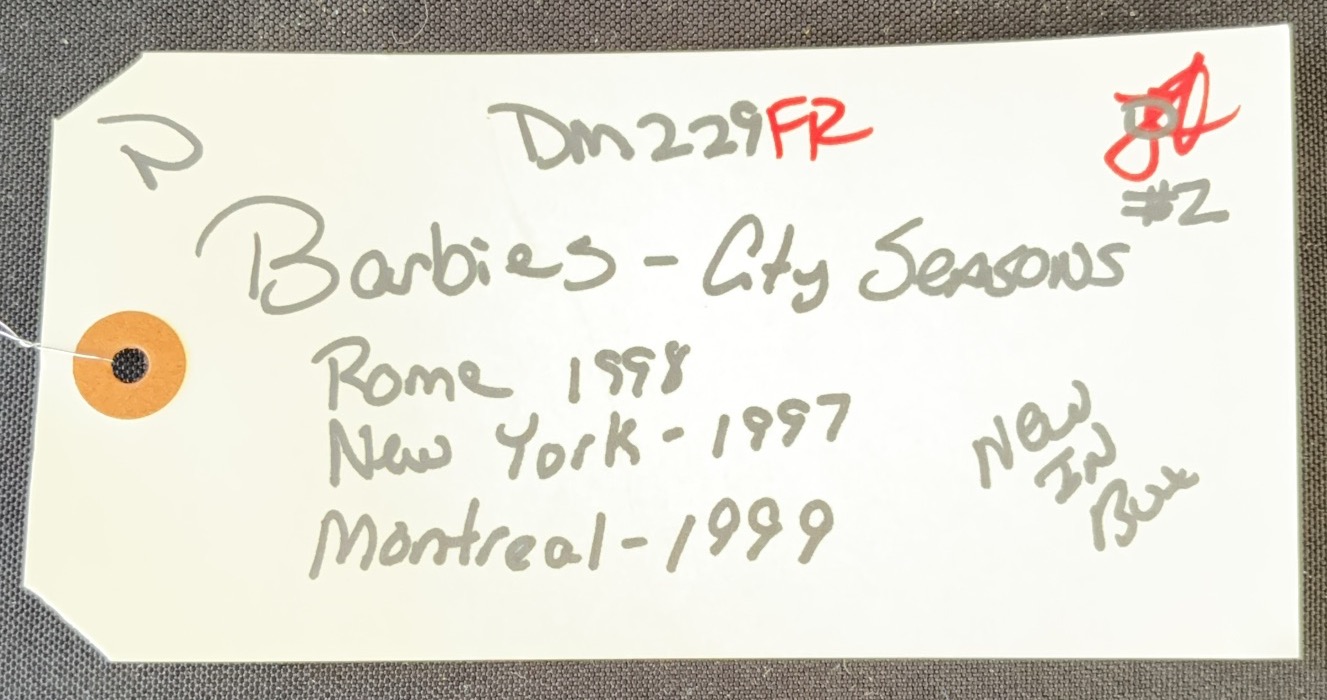 D
DM229FR
#2
Barbies - City Seasons
Rome 1998
New York - 1997
Montreal - 1999
New
In
Box